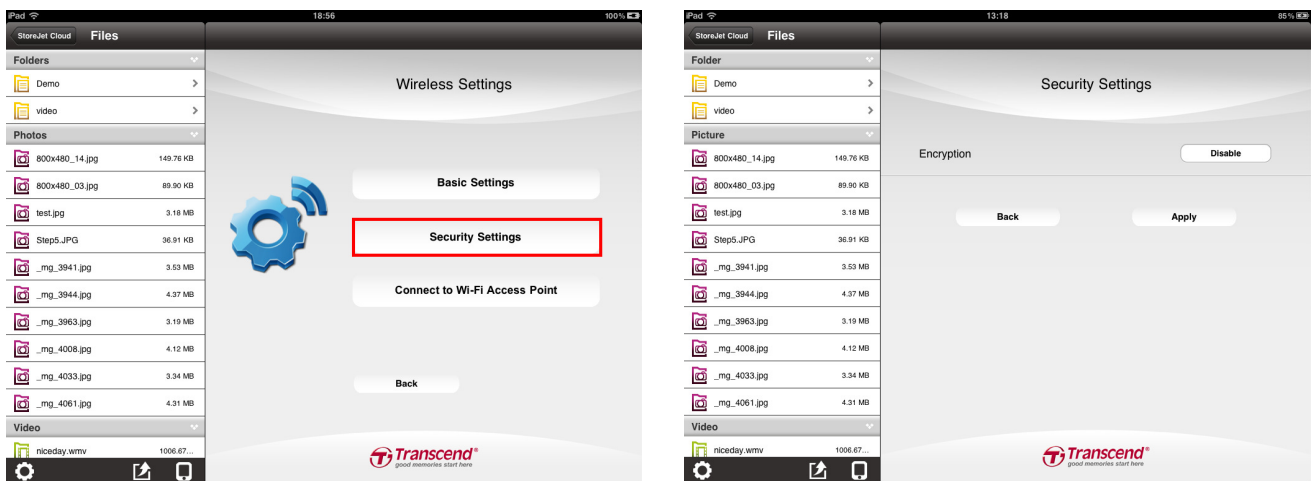 iPad 18:56 100%
StoreJet Cloud Files
Folders
Demo
video
Photos
800x480_14.jpg 149.76 KB
800x480_03.jpg 89.90 KB
test.jpg 3.18 MB
Step5.JPG 36.91 KB
_mg_3941.jpg 3.53 MB
_mg_3944.jpg 4.37 MB
_mg_3963.jpg 3.19 MB
_mg_4008.jpg 4.12 MB
_mg_4033.jpg 3.34 MB
_mg_4061.jpg 4.31 MB
Video
niceday.wmv 1006.67...
Wireless Settings
Basic Settings
Security Settings
Connect to Wi-Fi Access Point
Back
Transcend®
good memories start here
iPad 13:18 85%
StoreJet Cloud Files
Folder
Demo
video
Picture
800x480_14.jpg 149.76 KB
800x480_03.jpg 89.90 KB
test.jpg 3.18 MB
Step5.JPG 36.91 KB
_mg_3941.jpg 3.53 MB
_mg_3944.jpg 4.37 MB
_mg_3963.jpg 3.19 MB
_mg_4008.jpg 4.12 MB
_mg_4033.jpg 3.34 MB
_mg_4061.jpg 4.31 MB
Video
niceday.wmv 1006.67...
Security Settings
Encryption Disable
Back Apply
Transcend®
good memories start here